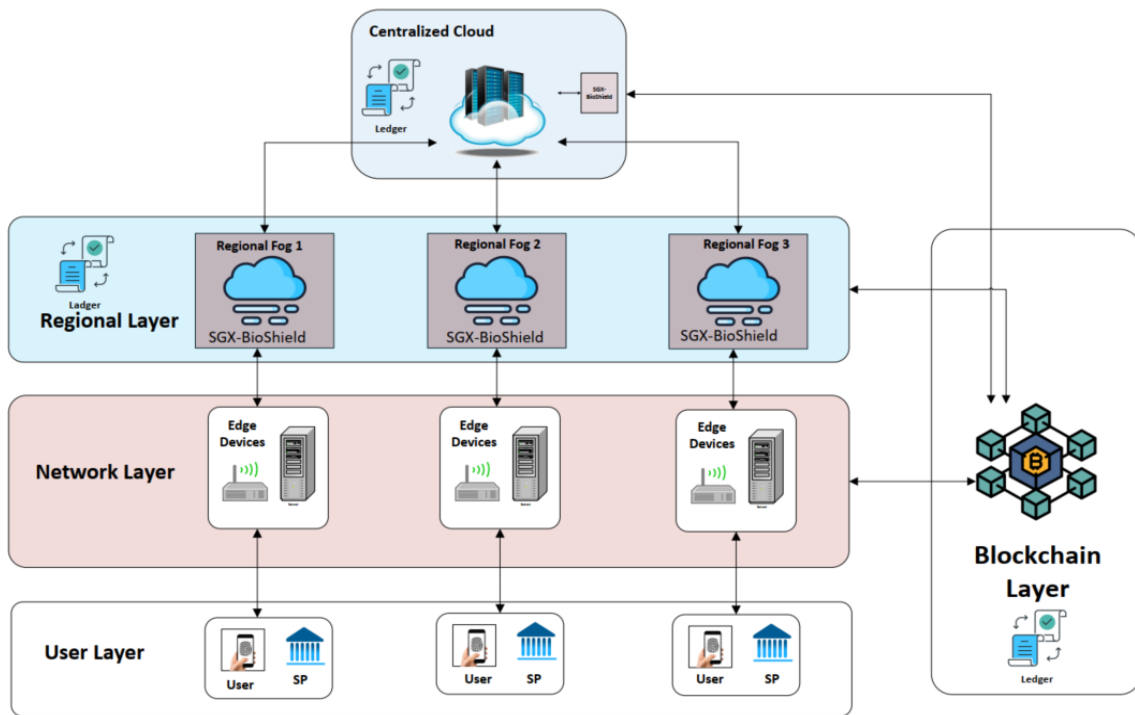 Centralized Cloud
Ledger
SGX-
BioShield
Regional Fog 1
SGX-BioShield
Regional Fog 2
SGX-BioShield
Regional Fog 3
SGX-BioShield
Ladger
Regional Layer
Network Layer
Edge
Devices
Edge
Devices
Edge
Devices
Blockchain
Layer
Ledger
User Layer
User
SP
User
SP
User
SP